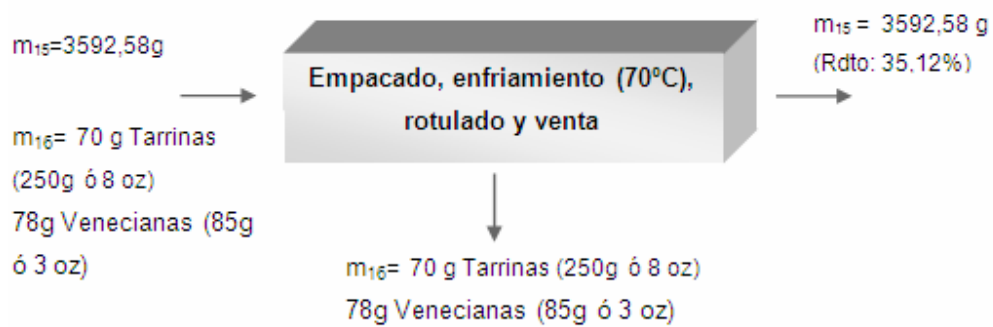 m₁₅=3592,58g
m₁₆= 70 g Tarrinas
(250g ó 8 oz)
78g Venecianas (85g
ó 3 oz)
Empacado, enfriamiento (70ºC),
rotulado y venta
m₁₅ = 3592,58 g
(Rdto: 35,12%)
m₁₆= 70 g Tarrinas (250g ó 8 oz)
78g Venecianas (85g ó 3 oz)